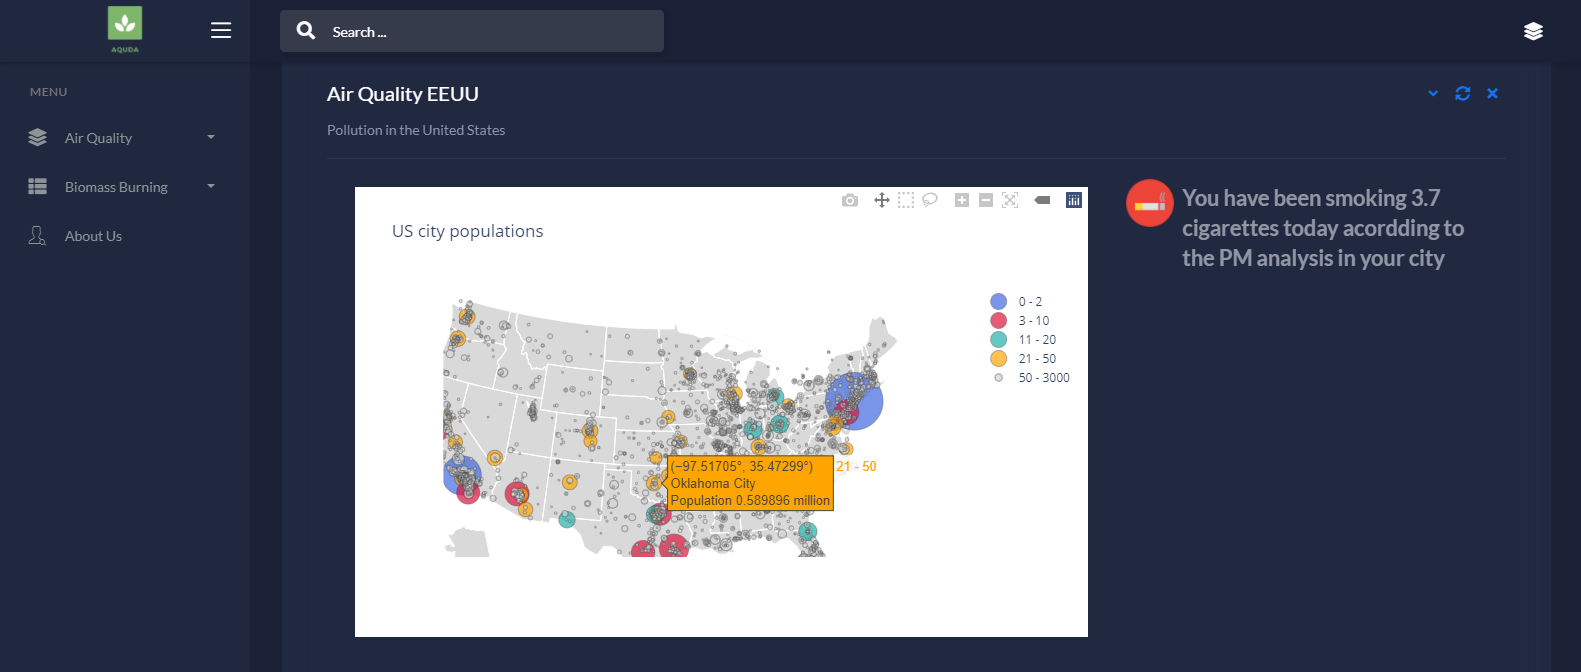 AQUDA
Search ...
MENU
Air Quality
Biomass Burning
About Us
Air Quality EEUU
Pollution in the United States
US city populations
0 - 2
3 - 10
11 - 20
21 - 50
50 - 3000
(−97.51705°, 35.47299°)
Oklahoma City
Population 0.589896 million
21 - 50
You have been smoking 3.7
cigarettes today acordding to
the PM analysis in your city